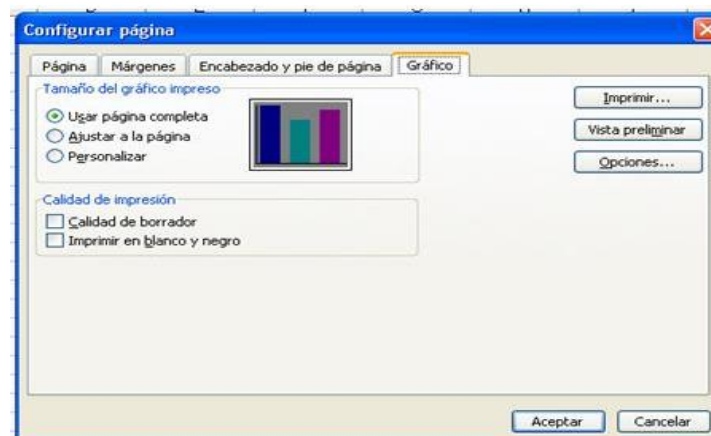 Configurar página
Página Márgenes Encabezado y pie de página Gráfico
Tamaño del gráfico impreso
Usar página completa
Ajustar a la página
Personalizar
Imprimir...
Vista preliminar
Opciones...
Calidad de impresión
Calidad de borrador
Imprimir en blanco y negro
Aceptar Cancelar